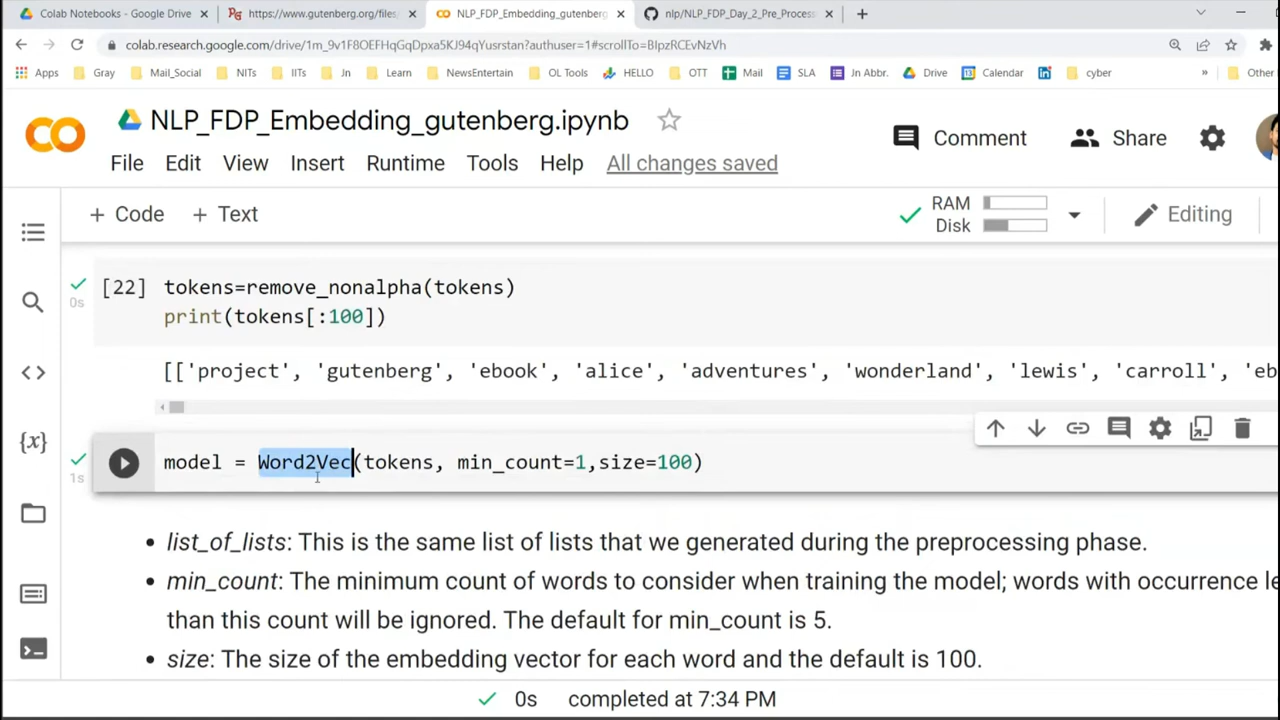 Colab Notebooks - Google Drive
https://www.gutenberg.org/files/
NLP_FDP_Embedding_gutenberg
nlp/NLP_FDP_Day_2_Pre_Process
colab.research.google.com/drive/1m_9v1F8OEFHqGqDpxa5KJ94qYusrstan?authuser=1#scrollTo=BIpzRCEvNzVh
Apps Gray Mail_Social NITs IITs Jn Learn NewsEntertain OL Tools HELLO OTT Mail SLA Jn Abbr. Drive Calendar cyber » Other
CO NLP_FDP_Embedding_gutenberg.ipynb
Comment Share
File Edit View Insert Runtime Tools Help All changes saved
+ Code + Text
RAM
Disk
Editing
[22] tokens=remove_nonalpha(tokens)
0s
print(tokens[:100])
[['project', 'gutenberg', 'ebook', 'alice', 'adventures', 'wonderland', 'lewis', 'carroll', 'eb
{x}
model = Word2Vec(tokens, min_count=1,size=100)
1s
• list_of_lists: This is the same list of lists that we generated during the preprocessing phase.
• min_count: The minimum count of words to consider when training the model; words with occurrence le
than this count will be ignored. The default for min_count is 5.
• size: The size of the embedding vector for each word and the default is 100.
0s completed at 7:34 PM